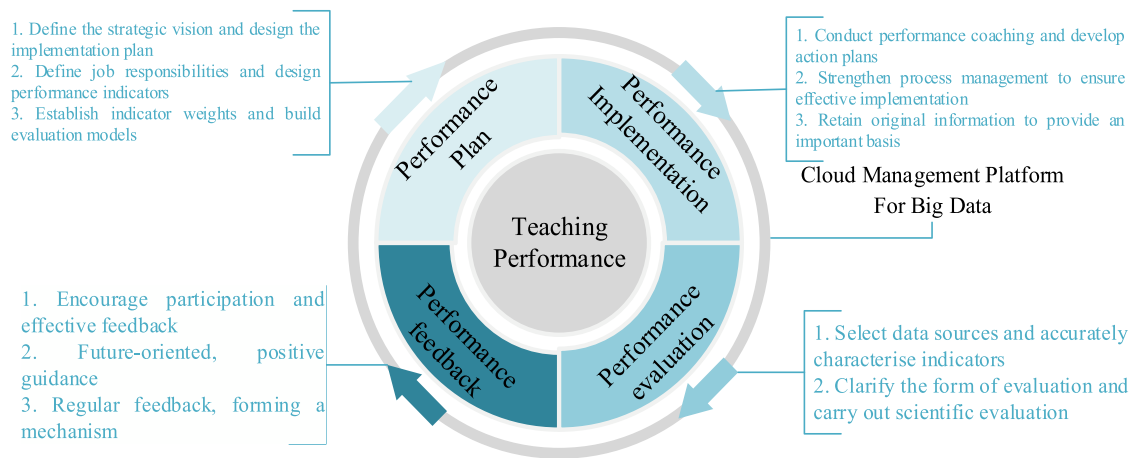 1. Define the strategic vision and design the
implementation plan
2. Define job responsibilities and design
performance indicators
3. Establish indicator weights and build
evaluation models
1. Conduct performance coaching and develop
action plans
2. Strengthen process management to ensure
effective implementation
3. Retain original information to provide an
important basis
Cloud Management Platform
For Big Data
Performance
Plan
Performance
Implementation
Teaching
Performance
Performance
feedback
Performance
evaluation
1. Encourage participation and
effective feedback
2. Future-oriented, positive
guidance
3. Regular feedback, forming a
mechanism
1. Select data sources and accurately
characterise indicators
2. Clarify the form of evaluation and
carry out scientific evaluation